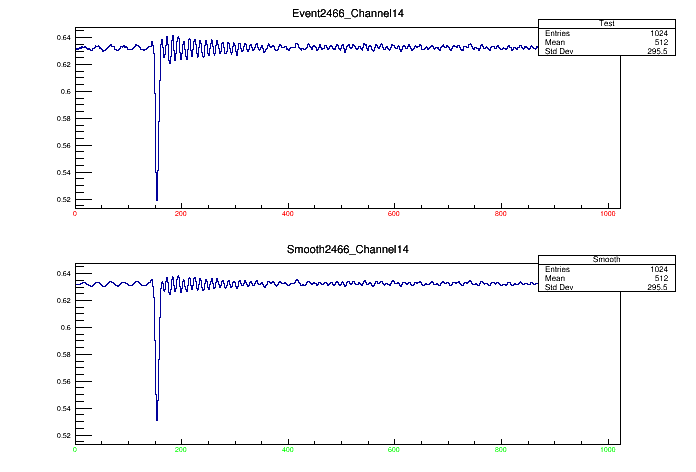 Event2466_Channel14
Test
Entries 1024
Mean 512
Std Dev 295.5
0.64
0.62
0.6
0.58
0.56
0.54
0.52
0 200 400 600 800 1000
Smooth2466_Channel14
Smooth
Entries 1024
Mean 512
Std Dev 295.5
0.64
0.62
0.6
0.58
0.56
0.54
0.52
0 200 400 600 800 1000